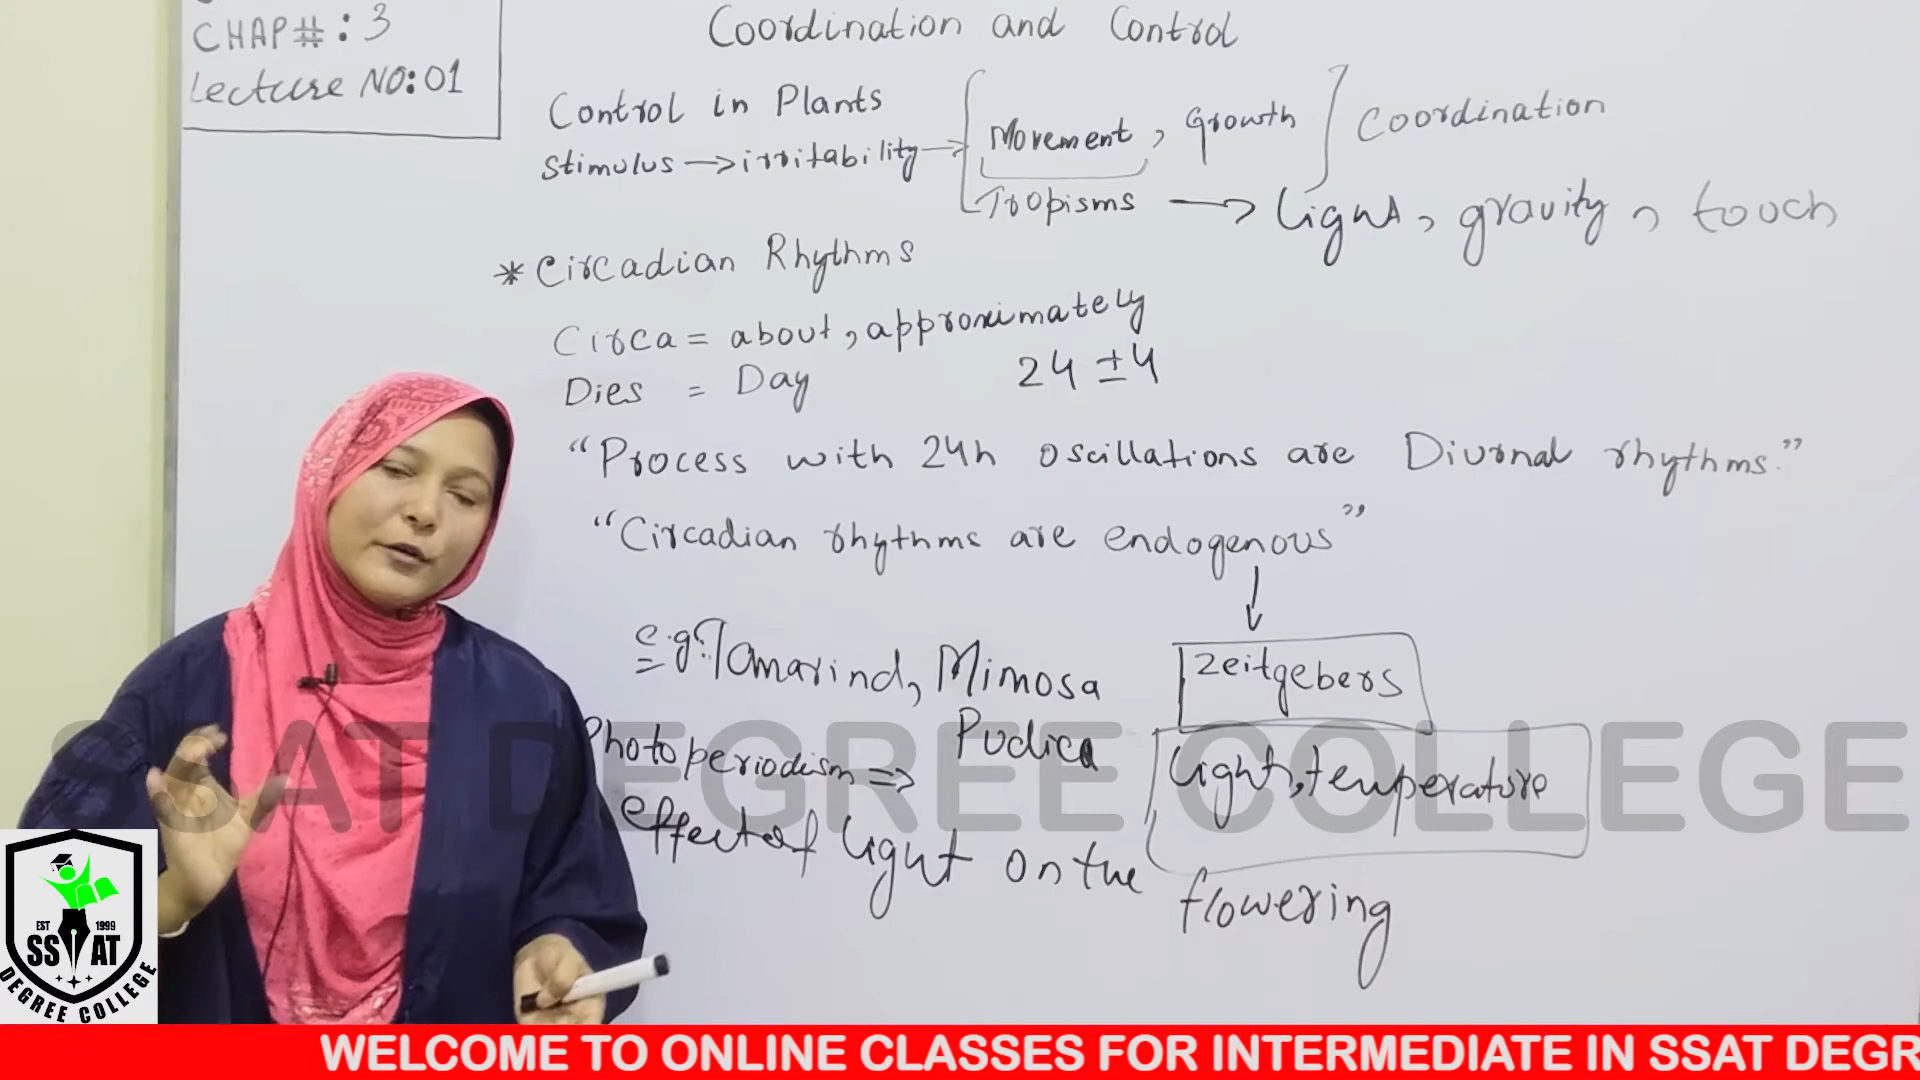 CHAP#: 3
Lecture NO: 01
Coordination and Control
Control in Plants
Stimulus → irritability → Movement, Growth Coordination
Tropisms → Light, gravity, touch
* Circadian Rhythms
Circa = about, approximately
Dies = Day 24 ± 4
"Process with 24h oscillations are Diurnal rhythms."
"Circadian rhythms are endogenous"
↓
e.g: Tamarind, Mimosa Pudica
Zeitgebers
Light, temperature
Photoperiodism =>
effect of light on the flowering
SSAT DEGREE COLLEGE
EST 1999
SSAT
DEGREE COLLEGE
WELCOME TO ONLINE CLASSES FOR INTERMEDIATE IN SSAT DEGR